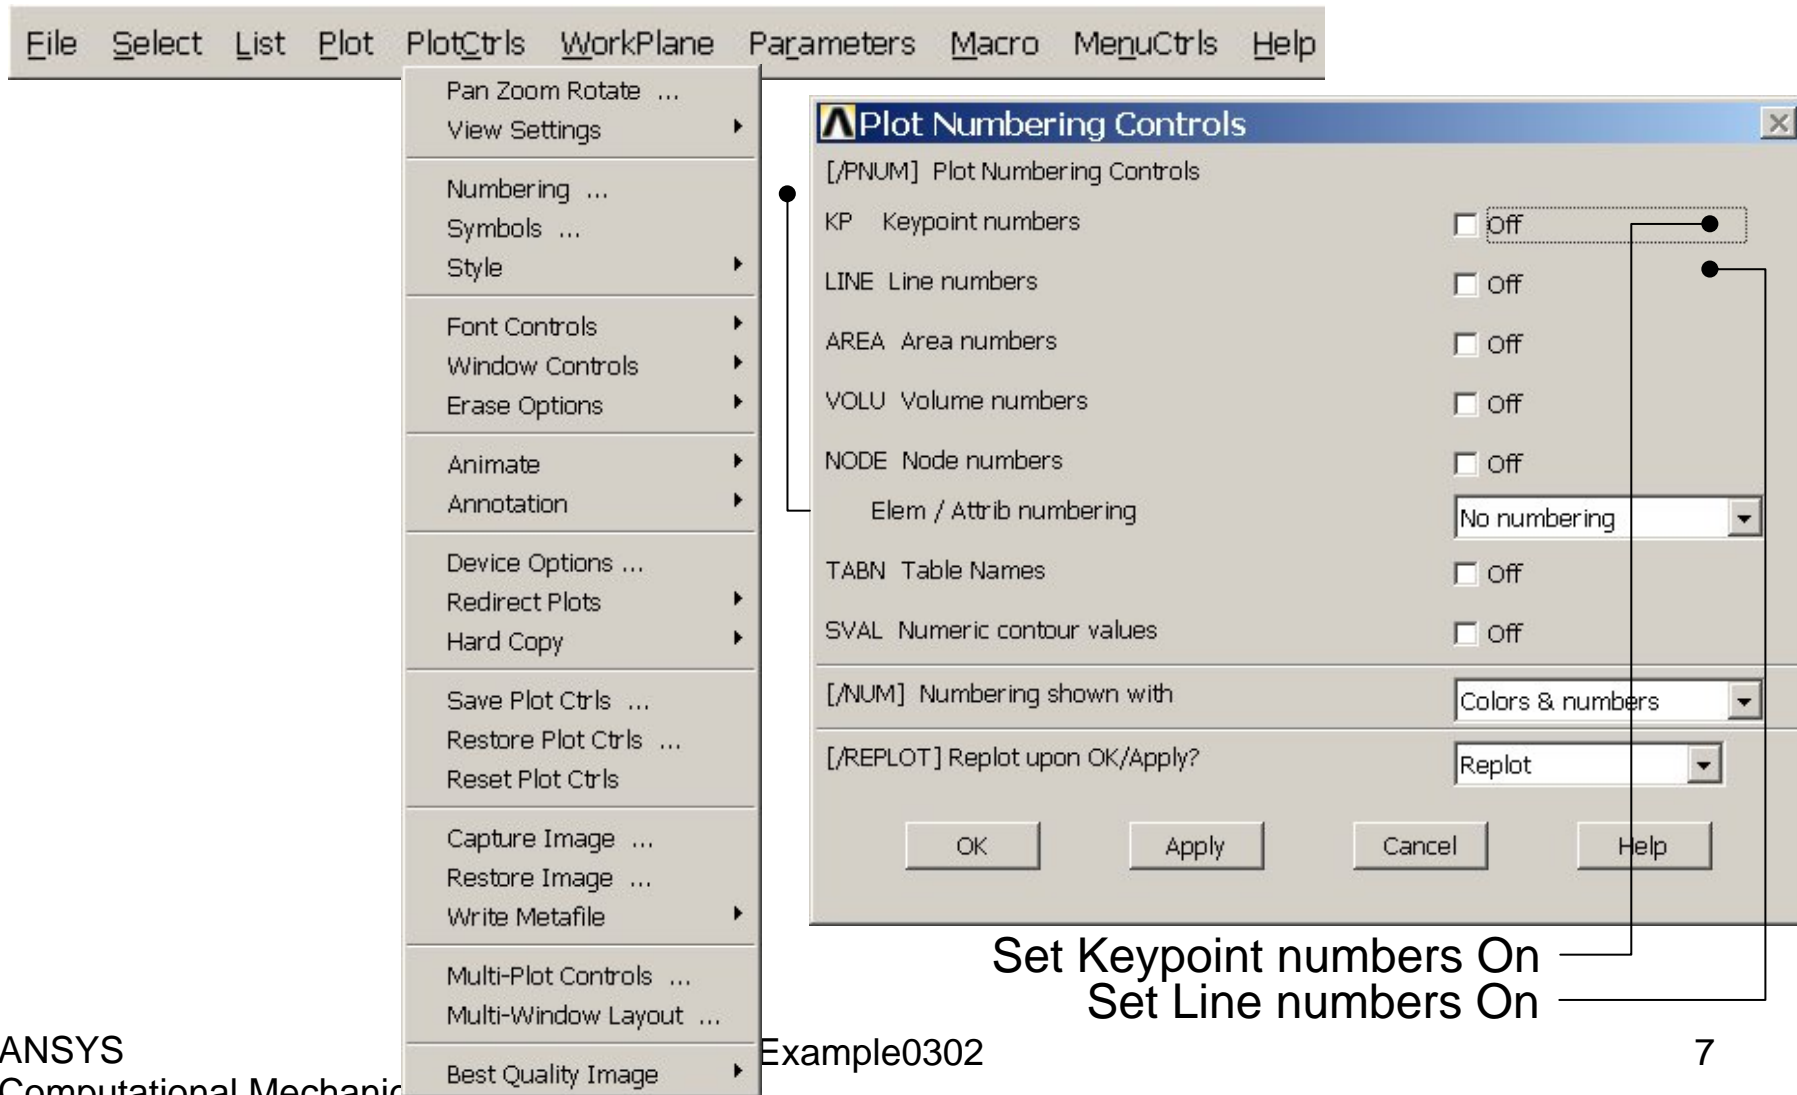 File Select List Plot PlotCtrls WorkPlane Parameters Macro MenuCtrls Help
Pan Zoom Rotate ...
View Settings
Numbering ...
Symbols ...
Style
Font Controls
Window Controls
Erase Options
Animate
Annotation
Device Options ...
Redirect Plots
Hard Copy
Save Plot Ctrls ...
Restore Plot Ctrls ...
Reset Plot Ctrls
Capture Image ...
Restore Image ...
Write Metafile
Multi-Plot Controls ...
Multi-Window Layout ...
Best Quality Image
Plot Numbering Controls
[/PNUM] Plot Numbering Controls
KP Keypoint numbers Off
LINE Line numbers Off
AREA Area numbers Off
VOLU Volume numbers Off
NODE Node numbers Off
Elem / Attrib numbering No numbering
TABN Table Names Off
SVAL Numeric contour values Off
[/NUM] Numbering shown with Colors & numbers
[/REPLOT] Replot upon OK/Apply? Replot
OK Apply Cancel Help
Set Keypoint numbers On
Set Line numbers On
ANSYS Example0302 7
Computational Mechanic